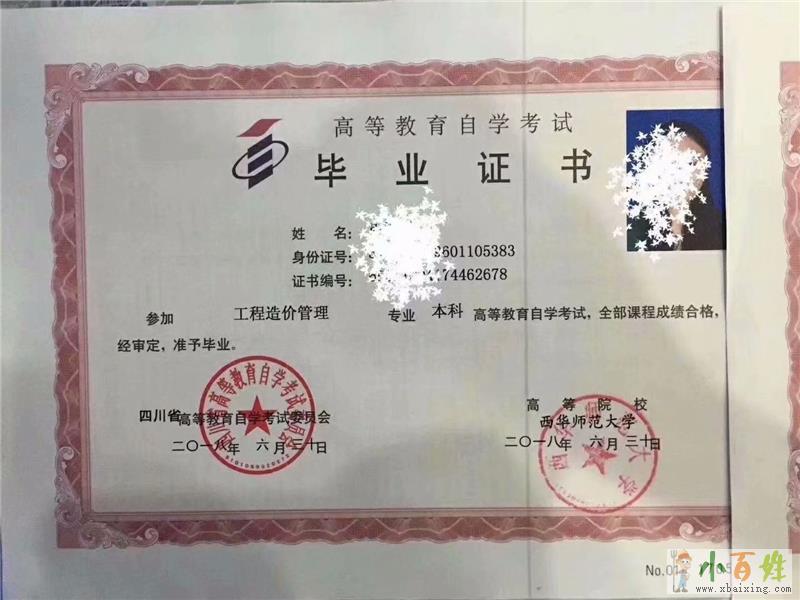 高等教育自学考试
毕业证书
姓 名：
身份证号： 8601105383
证书编号： 74462678
参加 工程造价管理 专业 本科 高等教育自学考试，全部课程成绩合格，
经审定，准予毕业。
四川省高等教育自学考试委员会
二〇一八年 六月三十日
高等院校
西华师范大学
二〇一八年 六月三十日
No.01
小百姓
www.xbaixing.com